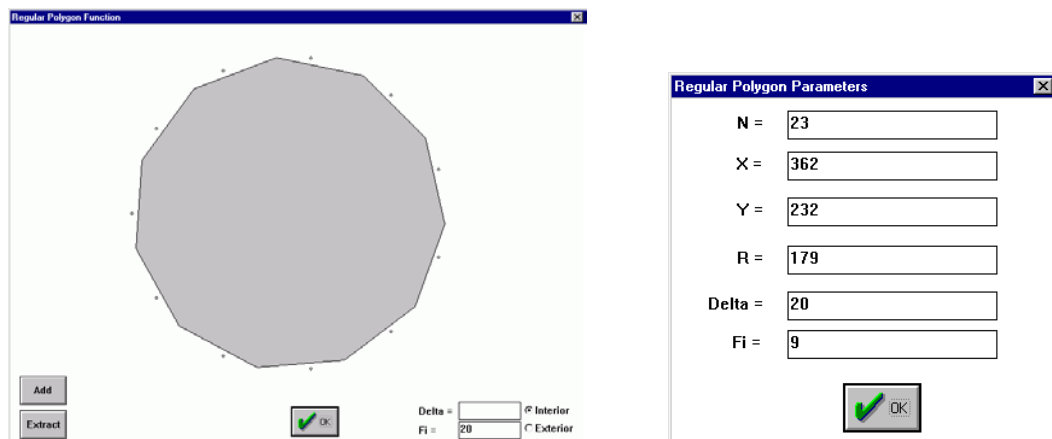 Regular Polygon Function
Add
Extract
OK
Delta =
Interior
Fi = 20
Exterior
Regular Polygon Parameters
N = 23
X = 362
Y = 232
R = 179
Delta = 20
Fi = 9
OK